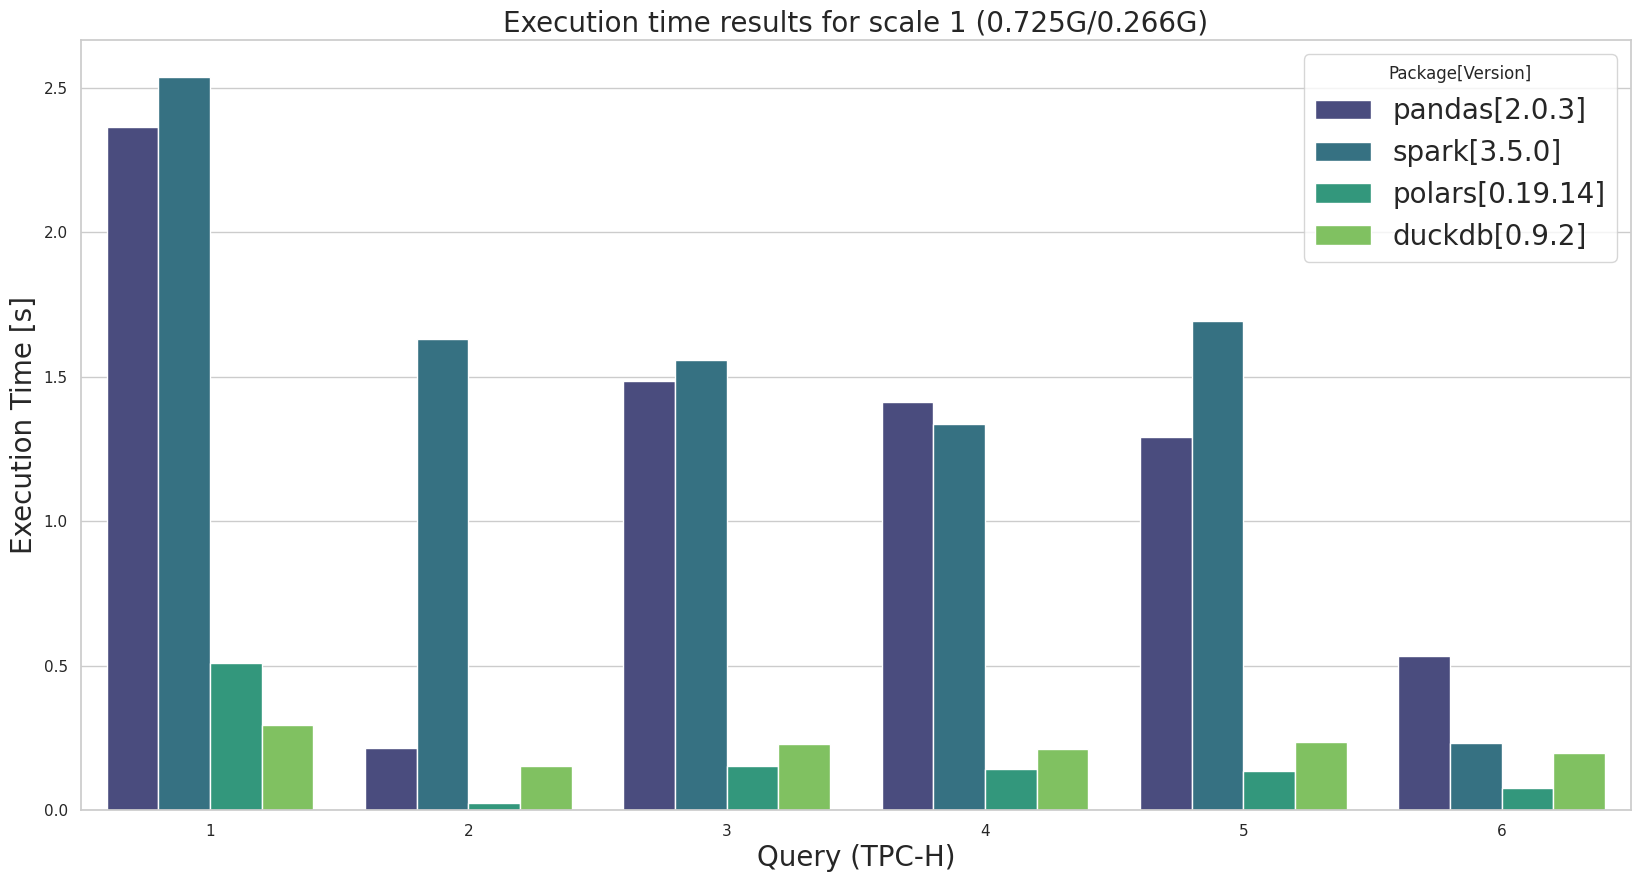 Execution time results for scale 1 (0.725G/0.266G)
Package[Version]
pandas[2.0.3]
spark[3.5.0]
polars[0.19.14]
duckdb[0.9.2]
Execution Time [s]
2.5
2.0
1.5
1.0
0.5
0.0
1 2 3 4 5 6
Query (TPC-H)